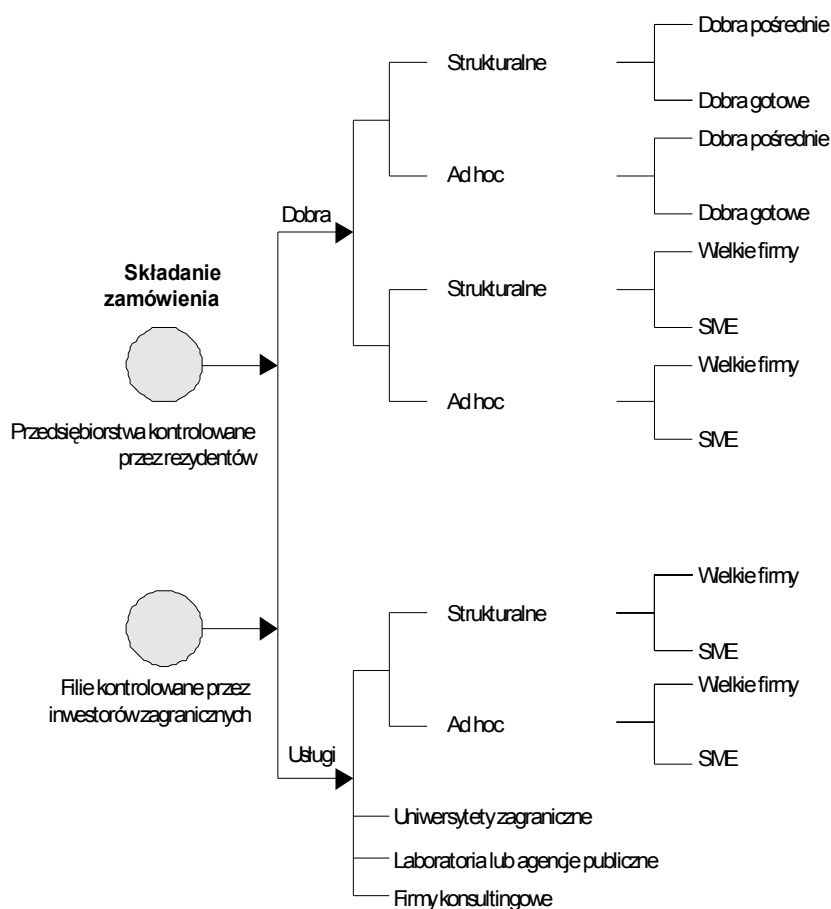 Dobra pośrednie
Strukturalne
Dobra gotowe
Dobra pośrednie
Ad hoc
Dobra gotowe
Dobra
Wielkie firmy
Składanie
zamówienia
Strukturalne
SME
Wielkie firmy
Ad hoc
SME
Przedsiębiorstwa kontrolowane
przez rezydentów
Wielkie firmy
Strukturalne
SME
Filie kontrolowane przez
inwestorów zagranicznych
Wielkie firmy
Ad hoc
SME
Usługi
Uniwersytety zagraniczne
Laboratoria lub agencje publiczne
Firmy konsultingowe